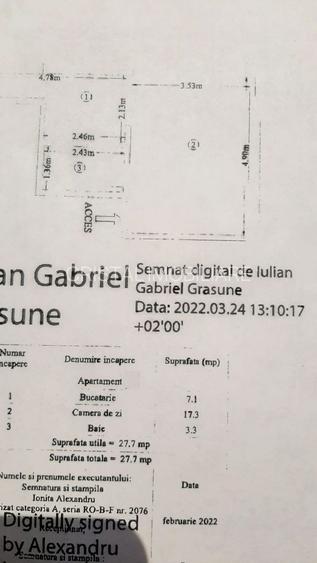 4.78m
3.53m
(1)
2.13m
2.46m
(2)
2.43m
4.90m
1.36m
(3)
ACCES
an Gabriel
sune
Semnat digital de Iulian
Gabriel Grasune
Data: 2022.03.24 13:10:17
+02'00'
Numar
incapere
Denumire incapere
Suprafata (mp)
Apartament
1 Bucatarie 7.1
2 Camera de zi 17.3
3 Baie 3.3
Suprafata utila = 27.7 mp
Suprafata totala = 27.7 mp
Numele si prenumele executantului:
Semnatura si stampila
Data
Ionita Alexandru
rizat categoria A, seria RO-B-F nr. 2076
Digitally signed
februarie 2022
by Alexandru
Semnatura si stampila :